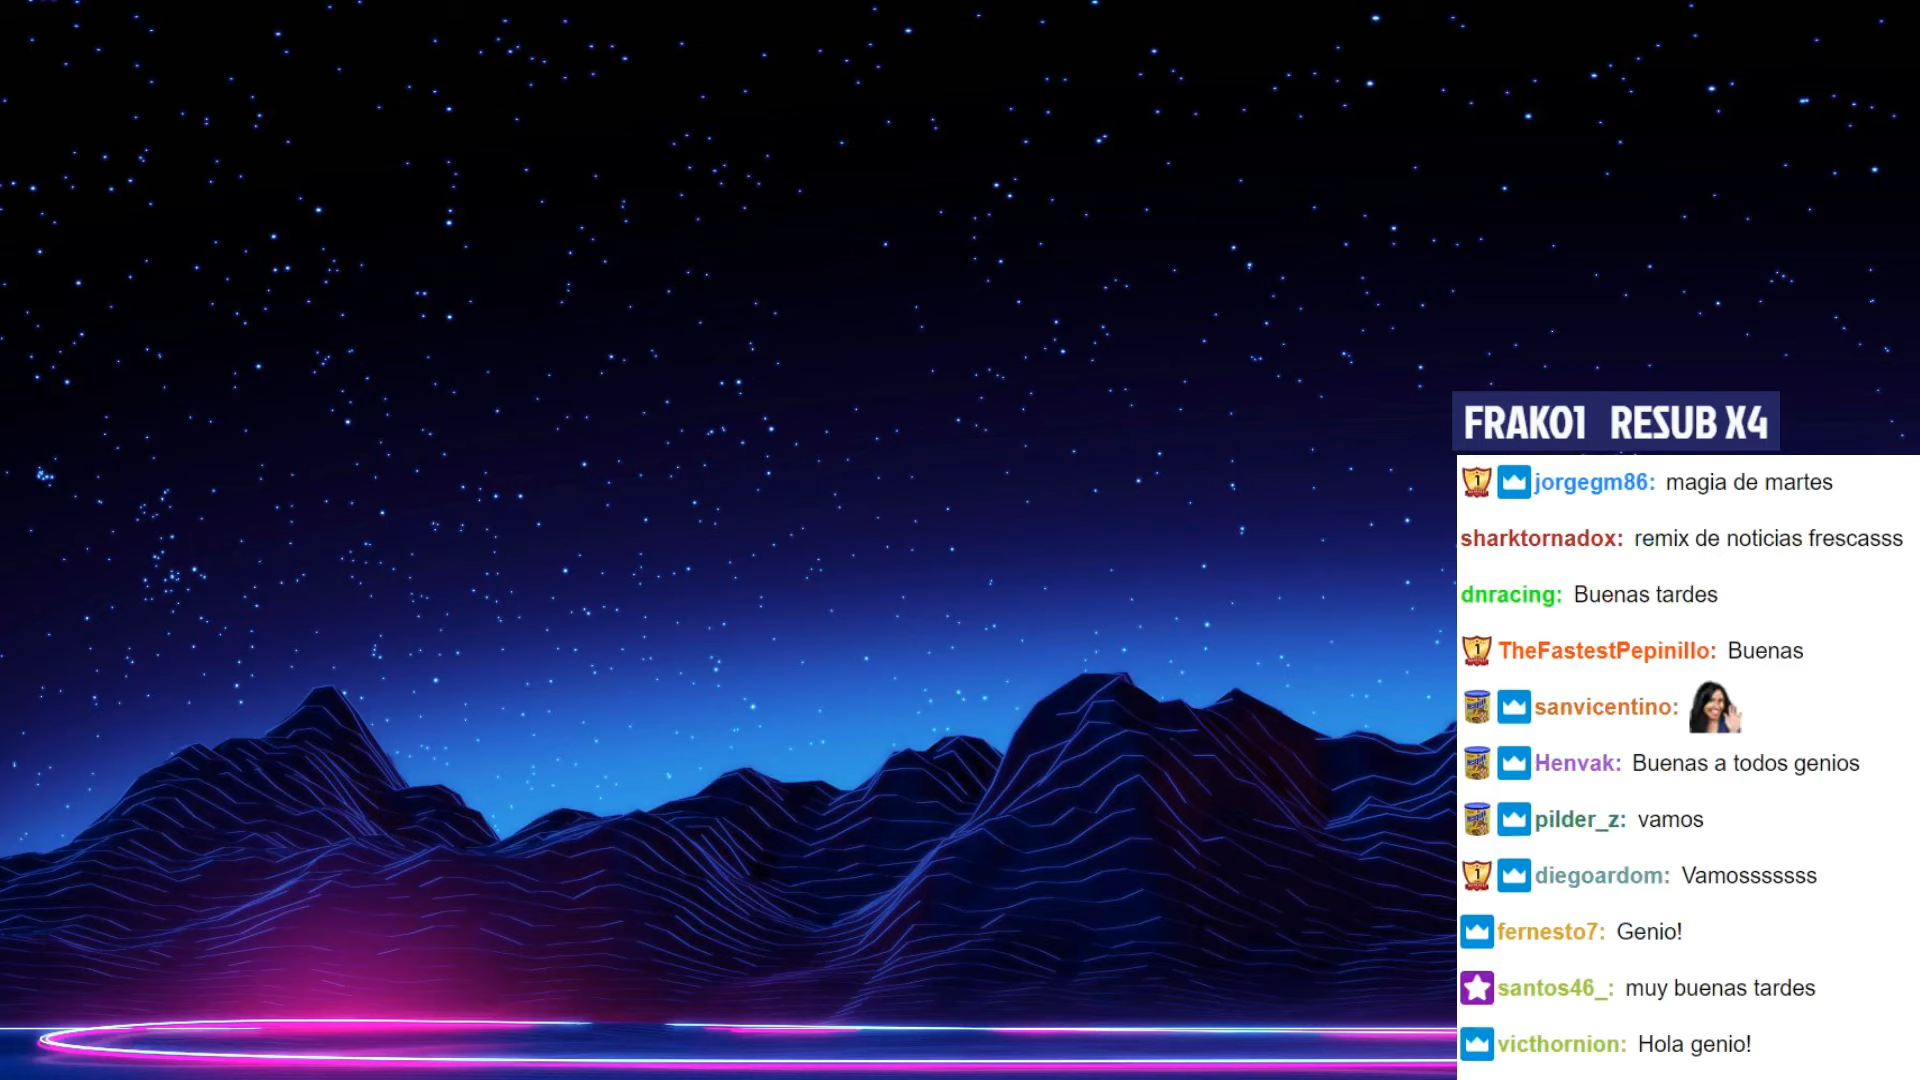 FRAKO1 RESUB X4
jorgegm86: magia de martes
sharktornadox: remix de noticias frescasss
dnracing: Buenas tardes
TheFastestPepinillo: Buenas
sanvicentino:
Henvak: Buenas a todos genios
pilder_z: vamos
diegoardom: Vamosssssss
fernesto7: Genio!
santos46_: muy buenas tardes
victhornion: Hola genio!